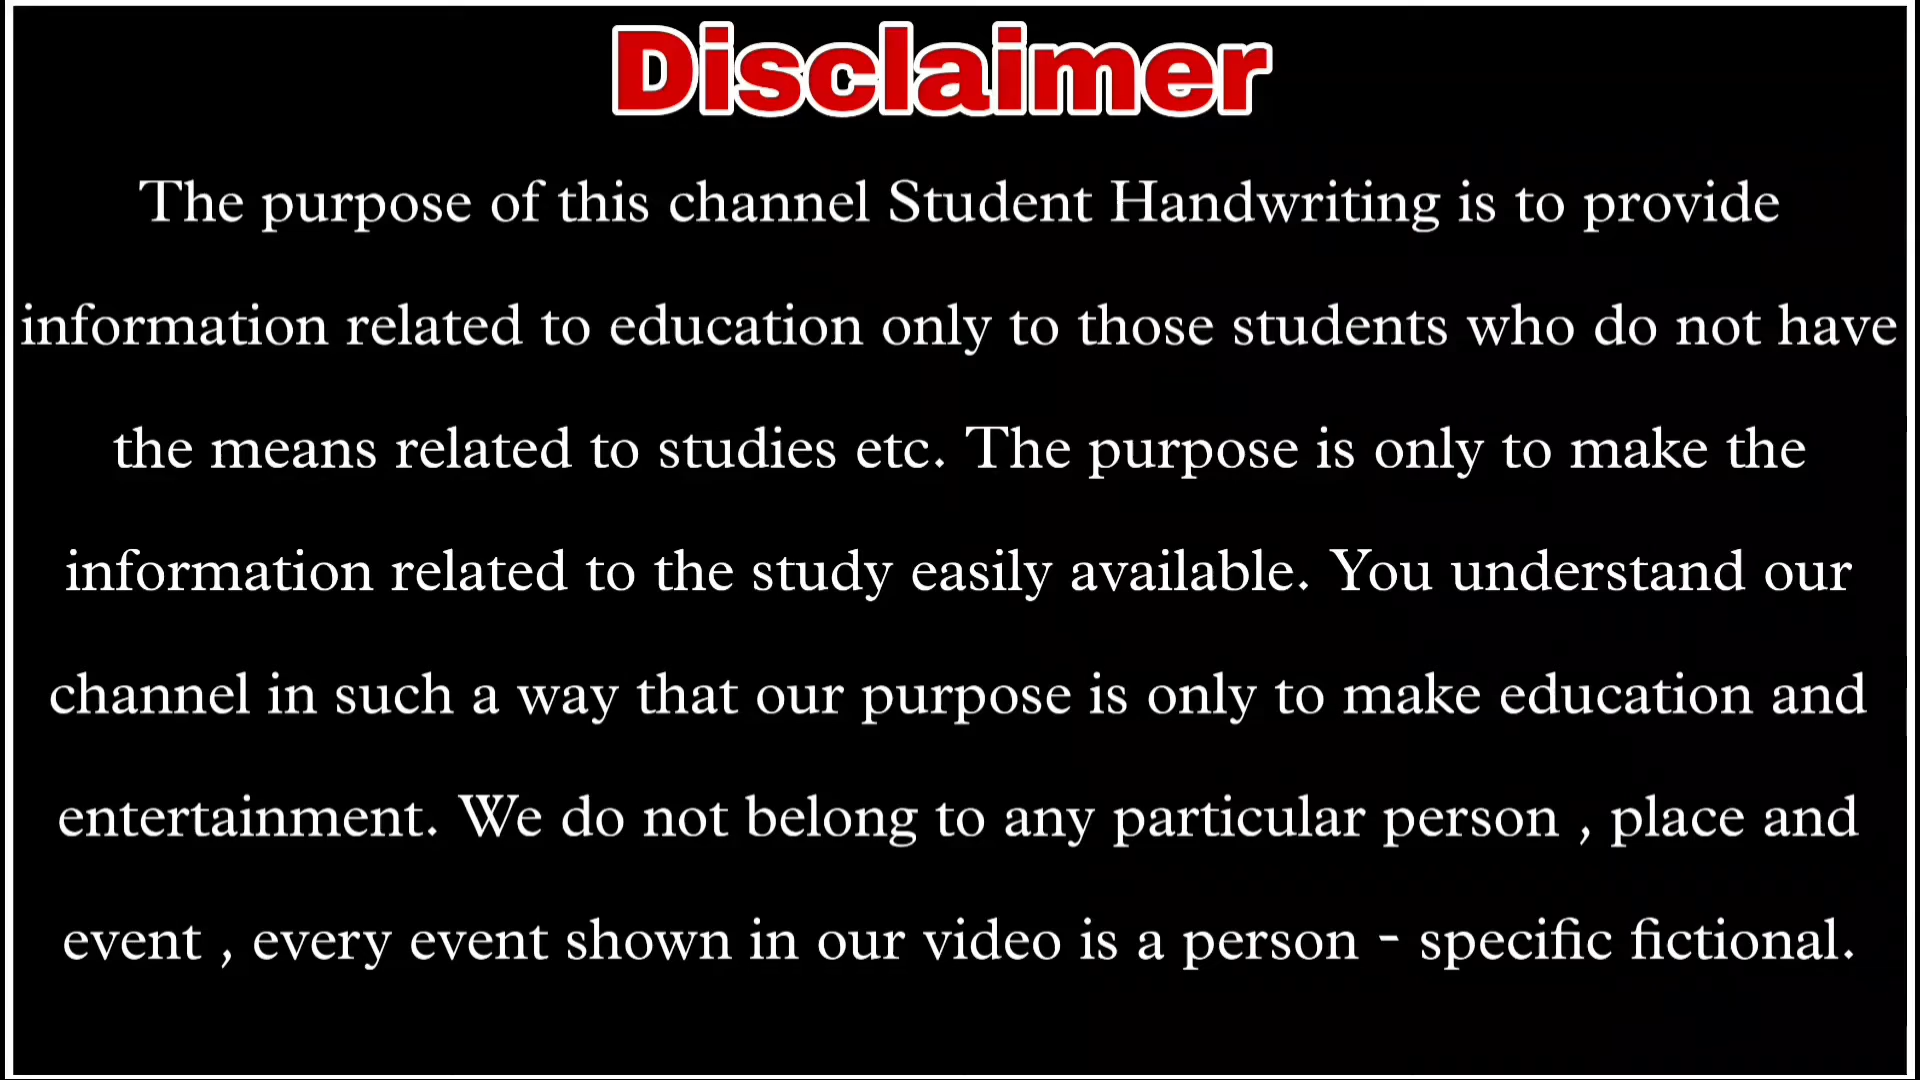 Disclaimer
The purpose of this channel Student Handwriting is to provide
information related to education only to those students who do not have
the means related to studies etc. The purpose is only to make the
information related to the study easily available. You understand our
channel in such a way that our purpose is only to make education and
entertainment. We do not belong to any particular person , place and
event , every event shown in our video is a person - specific fictional.